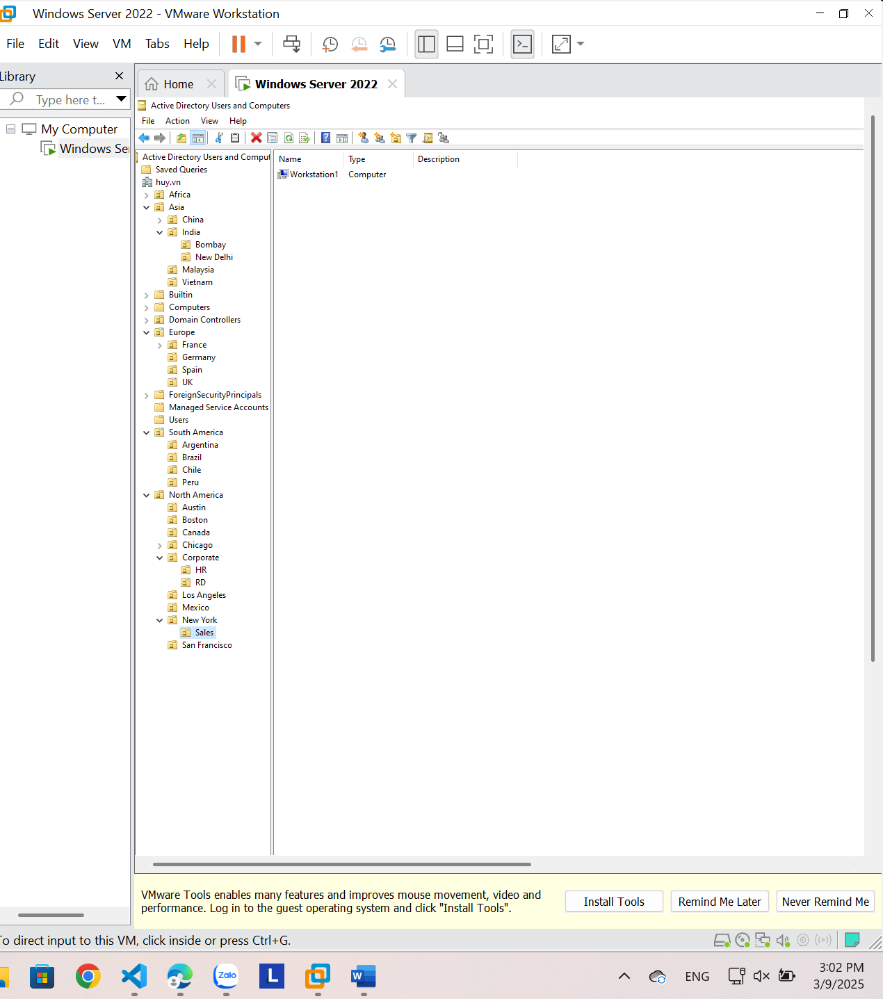 Windows Server 2022 - VMware Workstation
File Edit View VM Tabs Help
Library
Type here t...
My Computer
Windows Se
Home
Windows Server 2022
Active Directory Users and Computers
File Action View Help
Active Directory Users and Comput
Saved Queries
huy.vn
Africa
Asia
China
India
Bombay
New Delhi
Malaysia
Vietnam
Builtin
Computers
Domain Controllers
Europe
France
Germany
Spain
UK
ForeignSecurityPrincipals
Managed Service Accounts
Users
South America
Argentina
Brazil
Chile
Peru
North America
Austin
Boston
Canada
Chicago
Corporate
HR
RD
Los Angeles
Mexico
New York
Sales
San Francisco
Name Type Description
Workstation1 Computer
VMware Tools enables many features and improves mouse movement, video and
performance. Log in to the guest operating system and click "Install Tools".
Install Tools
Remind Me Later
Never Remind Me
To direct input to this VM, click inside or press Ctrl+G.
L
Zalo
W
ENG
3:02 PM
3/9/2025